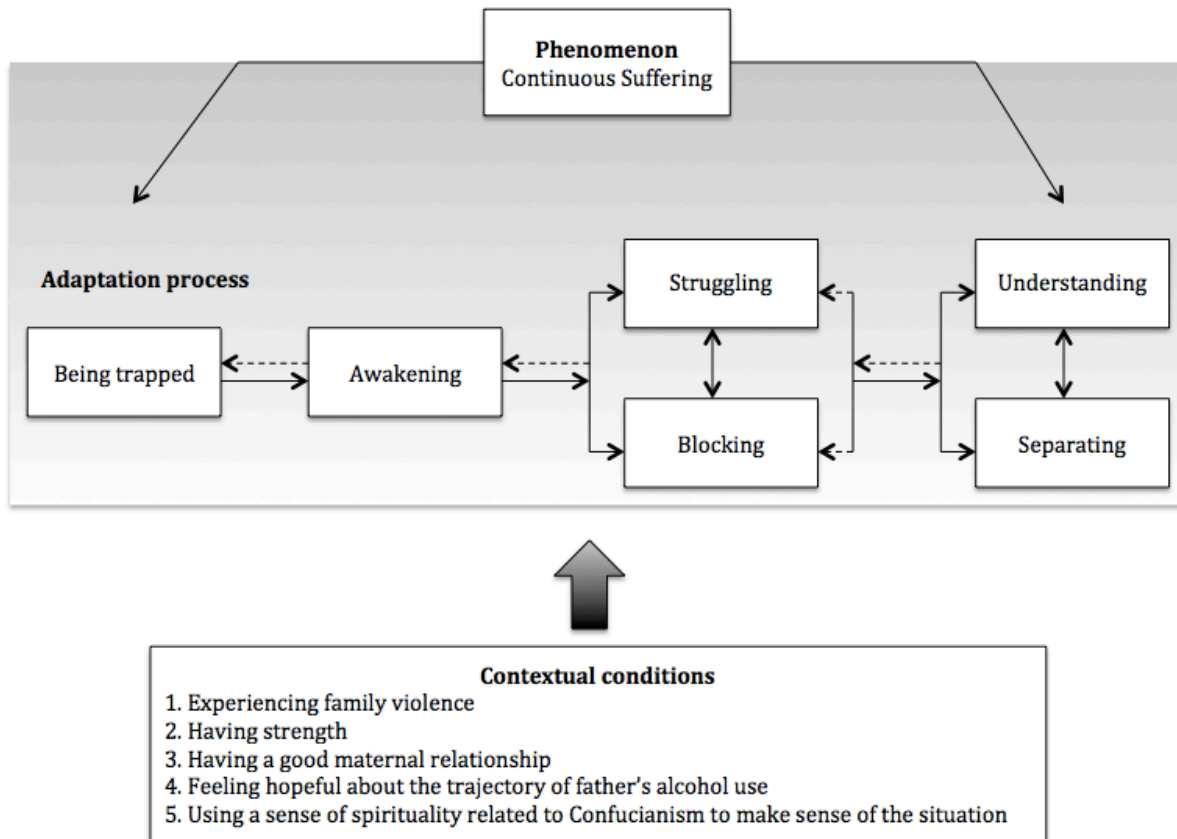 Phenomenon
Continuous Suffering
Adaptation process
Being trapped
Awakening
Struggling
Blocking
Understanding
Separating
Contextual conditions
1. Experiencing family violence
2. Having strength
3. Having a good maternal relationship
4. Feeling hopeful about the trajectory of father’s alcohol use
5. Using a sense of spirituality related to Confucianism to make sense of the situation